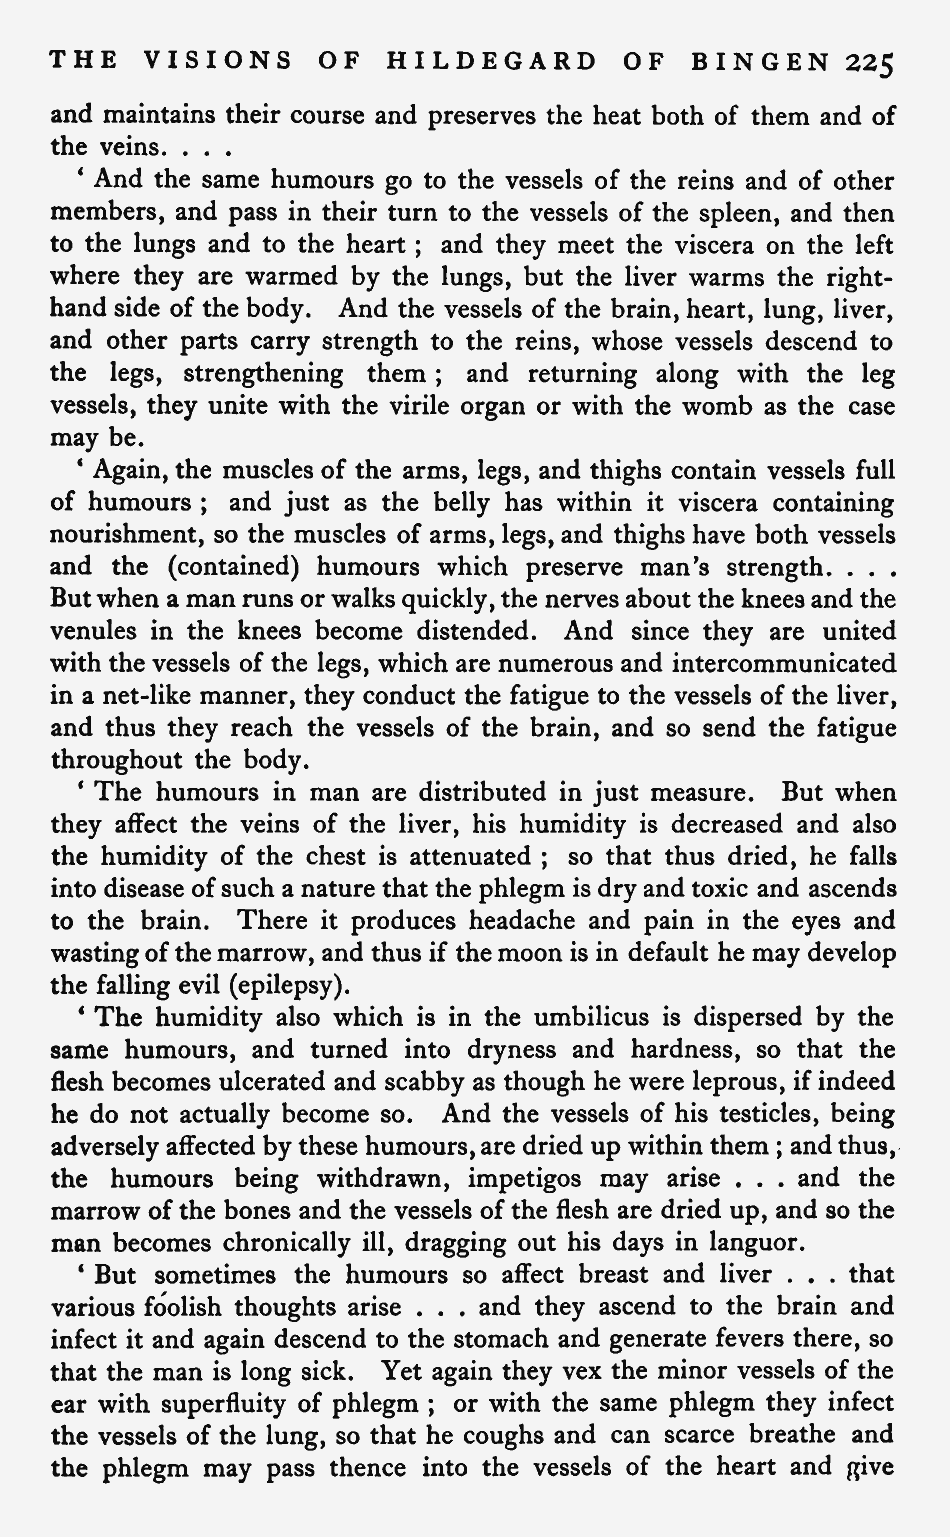 THE VISIONS OF HILDEGARD OF BINGEN 225
and maintains their course and preserves the heat both of them and of
the veins. . . .
‘ And the same humours go to the vessels of the reins and of other
members, and pass in their turn to the vessels of the spleen, and then
to the lungs and to the heart ; and they meet the viscera on the left
where they are warmed by the lungs, but the liver warms the right-
hand side of the body. And the vessels of the brain, heart, lung, liver,
and other parts carry strength to the reins, whose vessels descend to
the legs, strengthening them ; and returning along with the leg
vessels, they unite with the virile organ or with the womb as the case
may be.
‘ Again, the muscles of the arms, legs, and thighs contain vessels full
of humours ; and just as the belly has within it viscera containing
nourishment, so the muscles of arms, legs, and thighs have both vessels
and the (contained) humours which preserve man’s strength. . . .
But when a man runs or walks quickly, the nerves about the knees and the
venules in the knees become distended. And since they are united
with the vessels of the legs, which are numerous and intercommunicated
in a net-like manner, they conduct the fatigue to the vessels of the liver,
and thus they reach the vessels of the brain, and so send the fatigue
throughout the body.
‘ The humours in man are distributed in just measure. But when
they affect the veins of the liver, his humidity is decreased and also
the humidity of the chest is attenuated ; so that thus dried, he falls
into disease of such a nature that the phlegm is dry and toxic and ascends
to the brain. There it produces headache and pain in the eyes and
wasting of the marrow, and thus if the moon is in default he may develop
the falling evil (epilepsy).
‘ The humidity also which is in the umbilicus is dispersed by the
same humours, and turned into dryness and hardness, so that the
flesh becomes ulcerated and scabby as though he were leprous, if indeed
he do not actually become so. And the vessels of his testicles, being
adversely affected by these humours, are dried up within them ; and thus,
the humours being withdrawn, impetigos may arise . . . and the
marrow of the bones and the vessels of the flesh are dried up, and so the
man becomes chronically ill, dragging out his days in languor.
‘ But sometimes the humours so affect breast and liver . . . that
various foolish thoughts arise . . . and they ascend to the brain and
infect it and again descend to the stomach and generate fevers there, so
that the man is long sick. Yet again they vex the minor vessels of the
ear with superfluity of phlegm ; or with the same phlegm they infect
the vessels of the lung, so that he coughs and can scarce breathe and
the phlegm may pass thence into the vessels of the heart and give